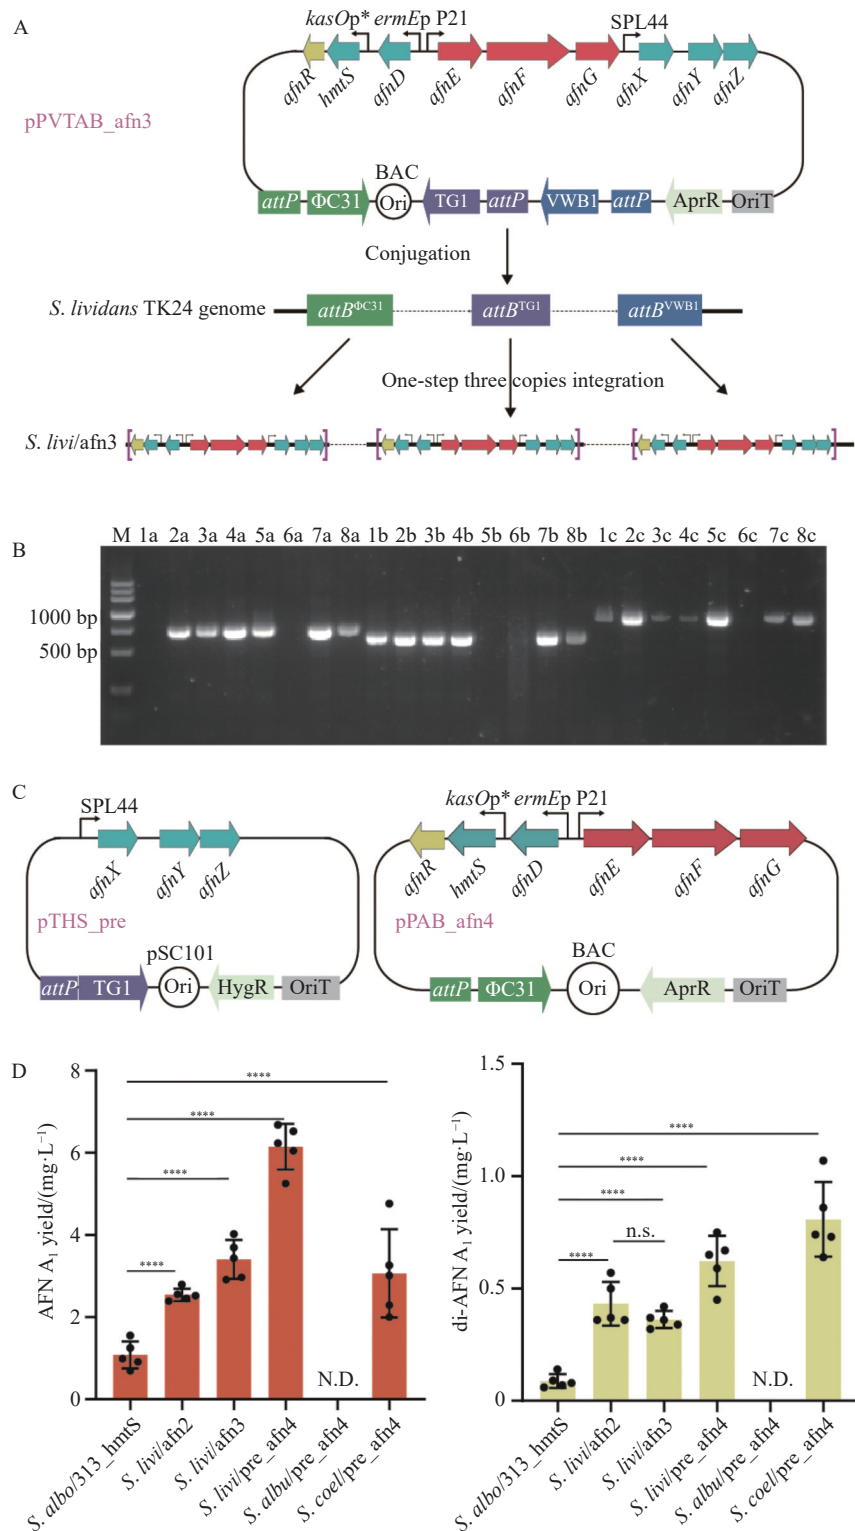 A
kasOp* ermEp P21
SPL44
afnR
hmtS
afnD
afnE
afnF
afnG
afnX
afnY
afnZ
pPVTAB_afn3
BAC
attP
ΦC31
Ori
TG1
attP
VWB1
attP
AprR
OriT
Conjugation
S. lividans TK24 genome
attBΦC31
attBTG1
attBVWB1
One-step three copies integration
S. livi/afn3
B
M 1a 2a 3a 4a 5a 6a 7a 8a 1b 2b 3b 4b 5b 6b 7b 8b 1c 2c 3c 4c 5c 6c 7c 8c
1000 bp
500 bp
C
SPL44
afnX
afnY
afnZ
pTHS_pre
pSC101
attP
TG1
Ori
HygR
OriT
kasOp* ermEp P21
afnR
hmtS
afnD
afnE
afnF
afnG
pPAB_afn4
BAC
attP
ΦC31
Ori
AprR
OriT
D
AFN A1 yield/(mg·L−1)
8
6
4
2
0
****
****
****
****
N.D.
S. albo/313_hmtS
S. livi/afn2
S. livi/afn3
S. livi/pre_afn4
S. albu/pre_afn4
S. coel/pre_afn4
di-AFN A1 yield/(mg·L−1)
1.5
1.0
0.5
0
****
****
****
n.s.
****
N.D.
S. albo/313_hmtS
S. livi/afn2
S. livi/afn3
S. livi/pre_afn4
S. albu/pre_afn4
S. coel/pre_afn4